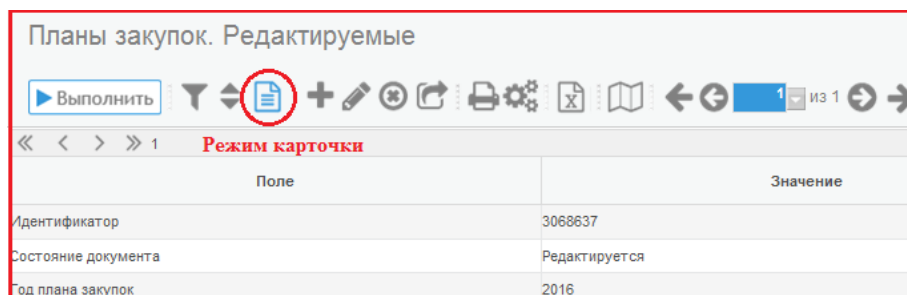 Планы закупок. Редактируемые
Выполнить 1 из 1
1 Режим карточки
Поле Значение
Идентификатор 3068637
Состояние документа Редактируется
Год плана закупок 2016